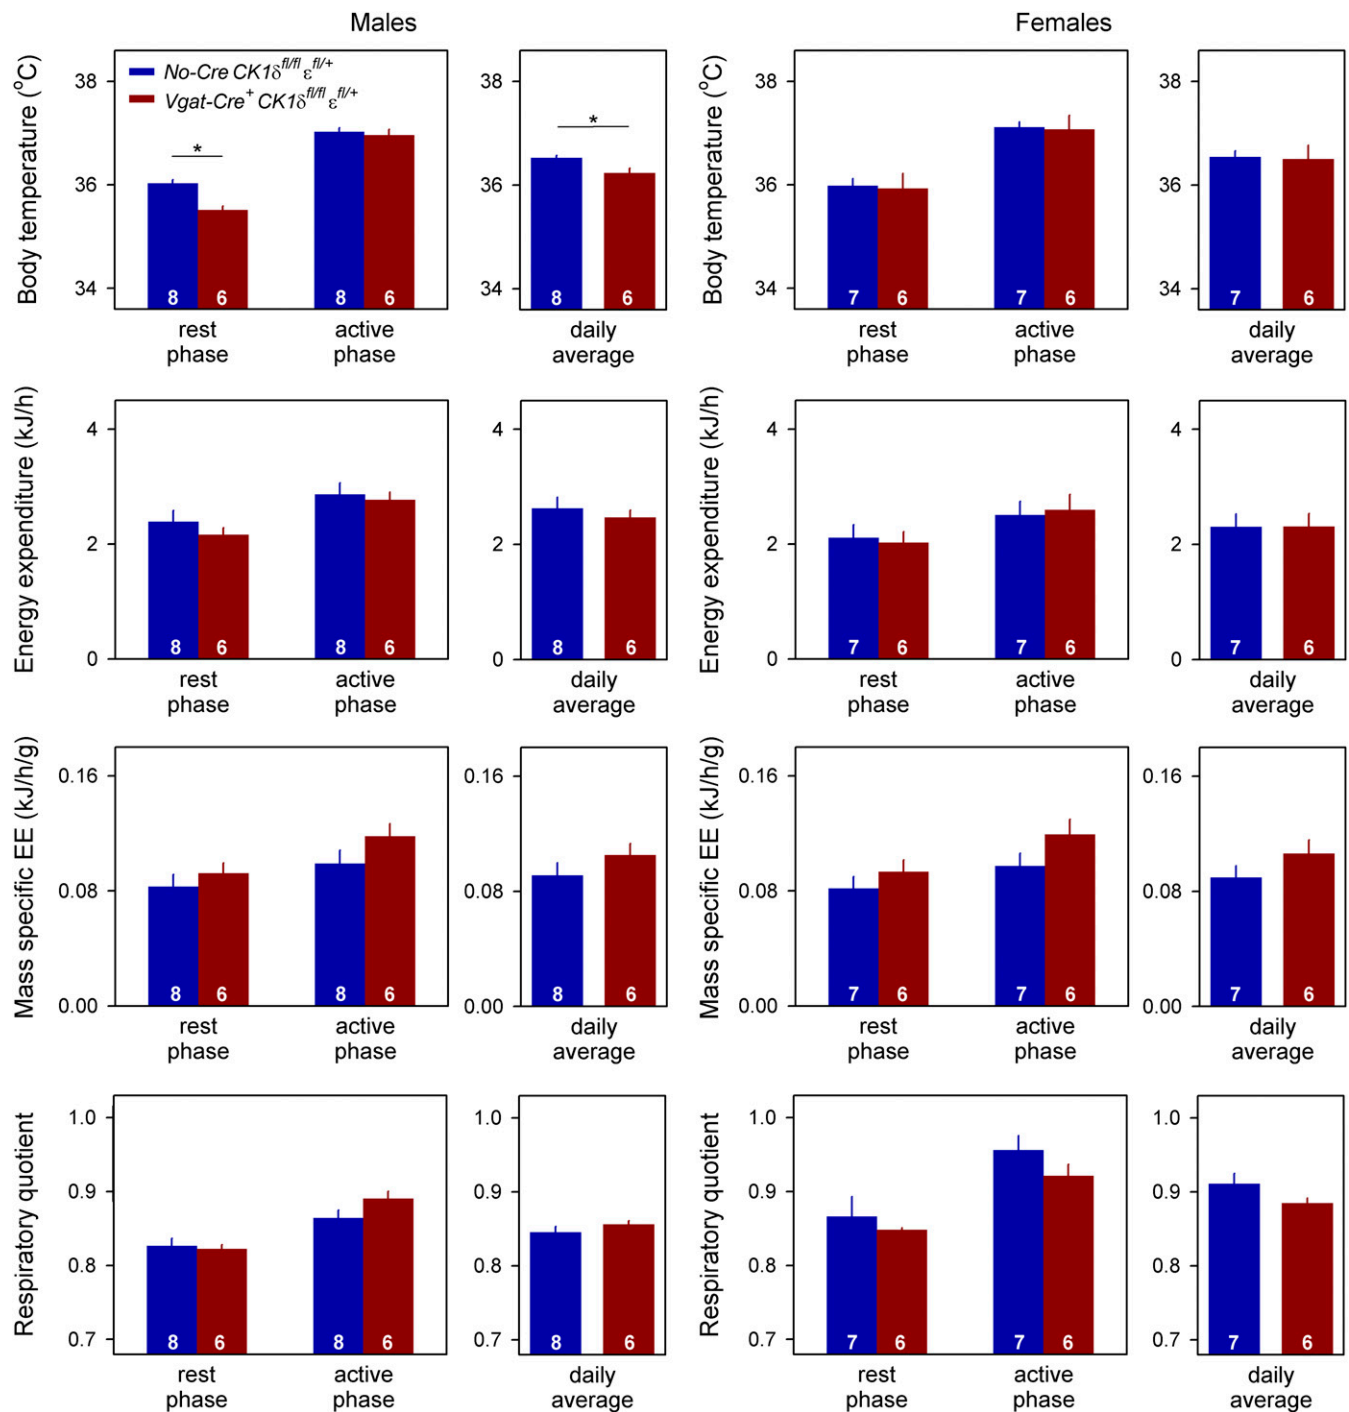 Males
Females
Body temperature (°C)
38
36
34
No-Cre CK1δfl/fl εfl/+
Vgat-Cre+ CK1δfl/fl εfl/+
*
8
6
8
6
rest
phase
active
phase
38
36
34
*
8
6
daily
average
Body temperature (°C)
38
36
34
7
6
7
6
rest
phase
active
phase
38
36
34
7
6
daily
average
Energy expenditure (kJ/h)
4
2
0
8
6
8
6
rest
phase
active
phase
4
2
0
8
6
daily
average
Energy expenditure (kJ/h)
4
2
0
7
6
7
6
rest
phase
active
phase
4
2
0
7
6
daily
average
Mass specific EE (kJ/h/g)
0.16
0.08
0.00
8
6
8
6
rest
phase
active
phase
0.16
0.08
0.00
8
6
daily
average
Mass specific EE (kJ/h/g)
0.16
0.08
0.00
7
6
7
6
rest
phase
active
phase
0.16
0.08
0.00
7
6
daily
average
Respiratory quotient
1.0
0.9
0.8
0.7
8
6
8
6
rest
phase
active
phase
1.0
0.9
0.8
0.7
8
6
daily
average
Respiratory quotient
1.0
0.9
0.8
0.7
7
6
7
6
rest
phase
active
phase
1.0
0.9
0.8
0.7
7
6
daily
average